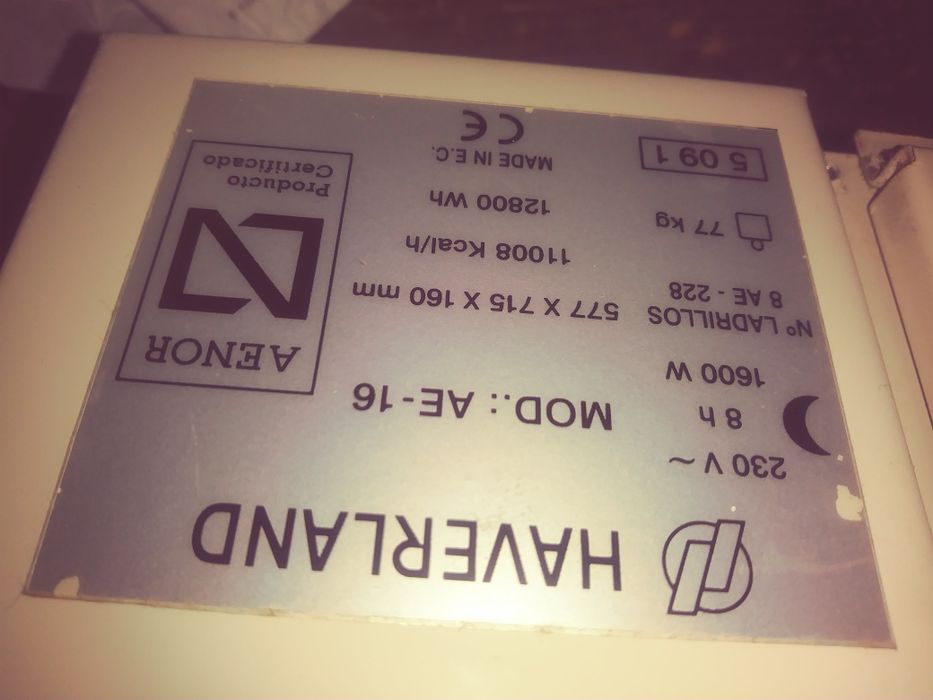 HAVERLAND
230 V ~
8 h
MOD.: AE-16
1600 W
Nº LADRILLOS
8 AE - 228
577 X 715 X 160 mm
11008 Kcal/h
77 kg
12800 Wh
5 09 1
MADE IN E.C.
CE
AENOR
Producto
Certificado